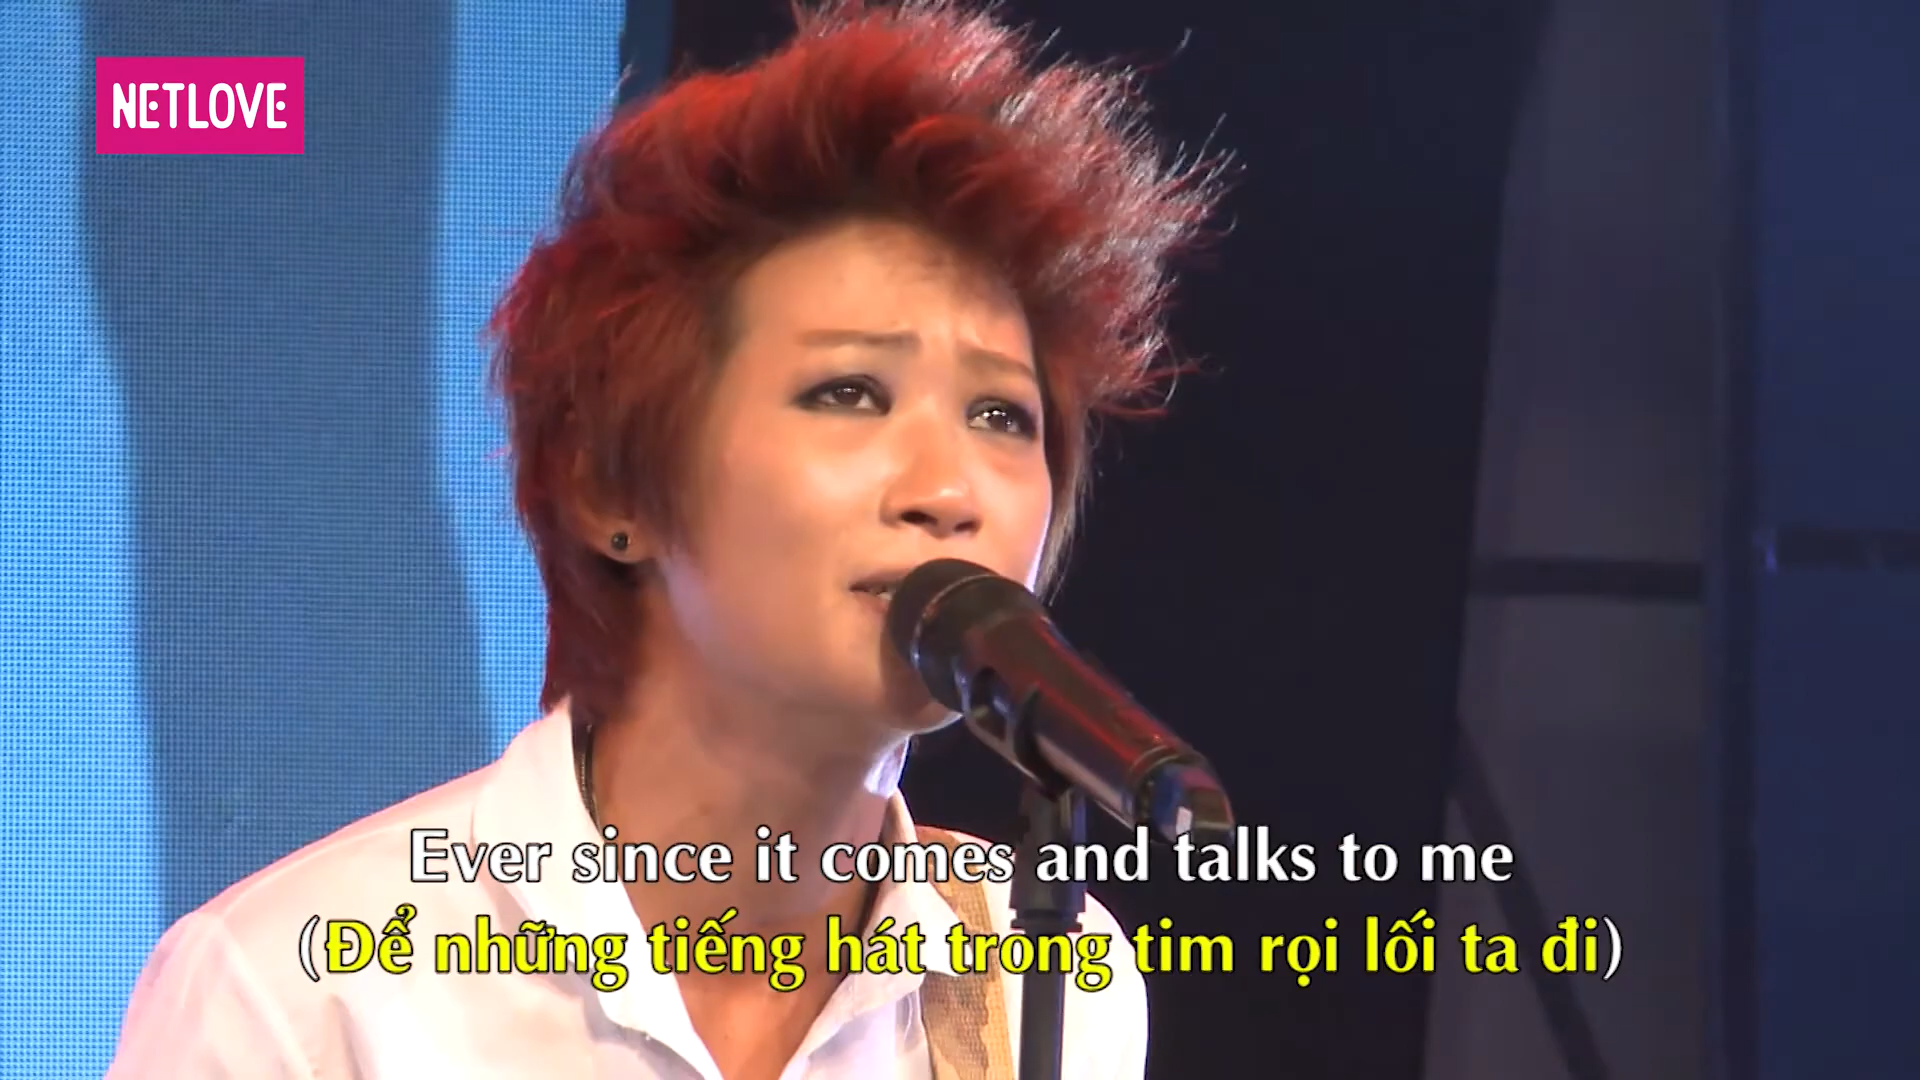 NETLOVE
Ever since it comes and talks to me
(Để những tiếng hát trong tim rọi lối ta đi)